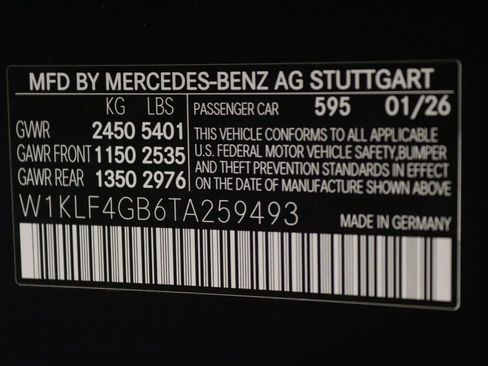 MFD BY MERCEDES-BENZ AG STUTTGART
KG LBS
GVWR 2450 5401
GAWR FRONT 1150 2535
GAWR REAR 1350 2976
PASSENGER CAR 595 01/26
THIS VEHICLE CONFORMS TO ALL APPLICABLE
U.S. FEDERAL MOTOR VEHICLE SAFETY,BUMPER
AND THEFT PREVENTION STANDARDS IN EFFECT
ON THE DATE OF MANUFACTURE SHOWN ABOVE
W1KLF4GB6TA259493
MADE IN GERMANY